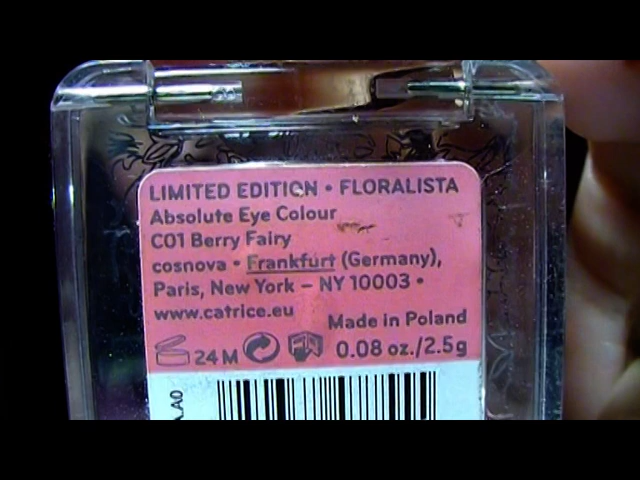 LIMITED EDITION • FLORALISTA
Absolute Eye Colour
C01 Berry Fairy
cosnova • Frankfurt (Germany),
Paris, New York – NY 10003 •
www.catrice.eu
Made in Poland
24 M 0.08 oz./2.5g